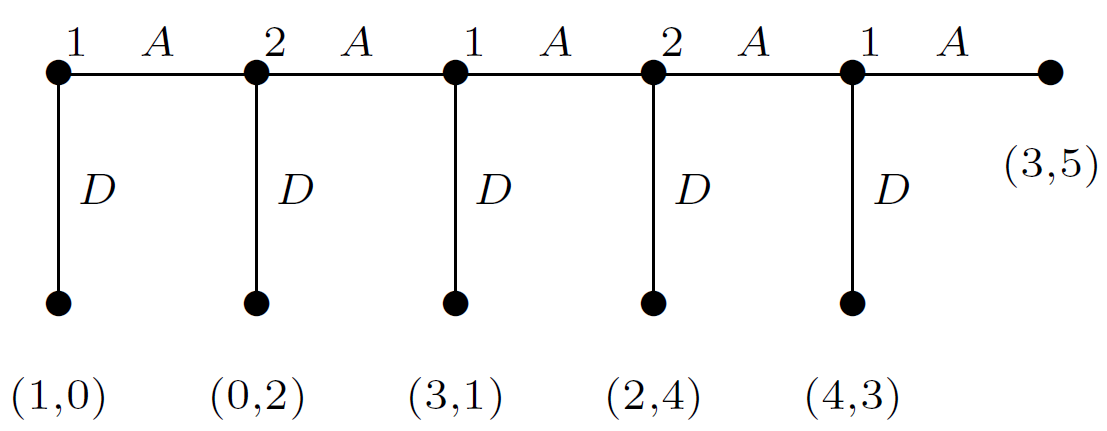 1 A 2 A 1 A 2 A 1 A
(3,5)
D D D D D
(1,0) (0,2) (3,1) (2,4) (4,3)